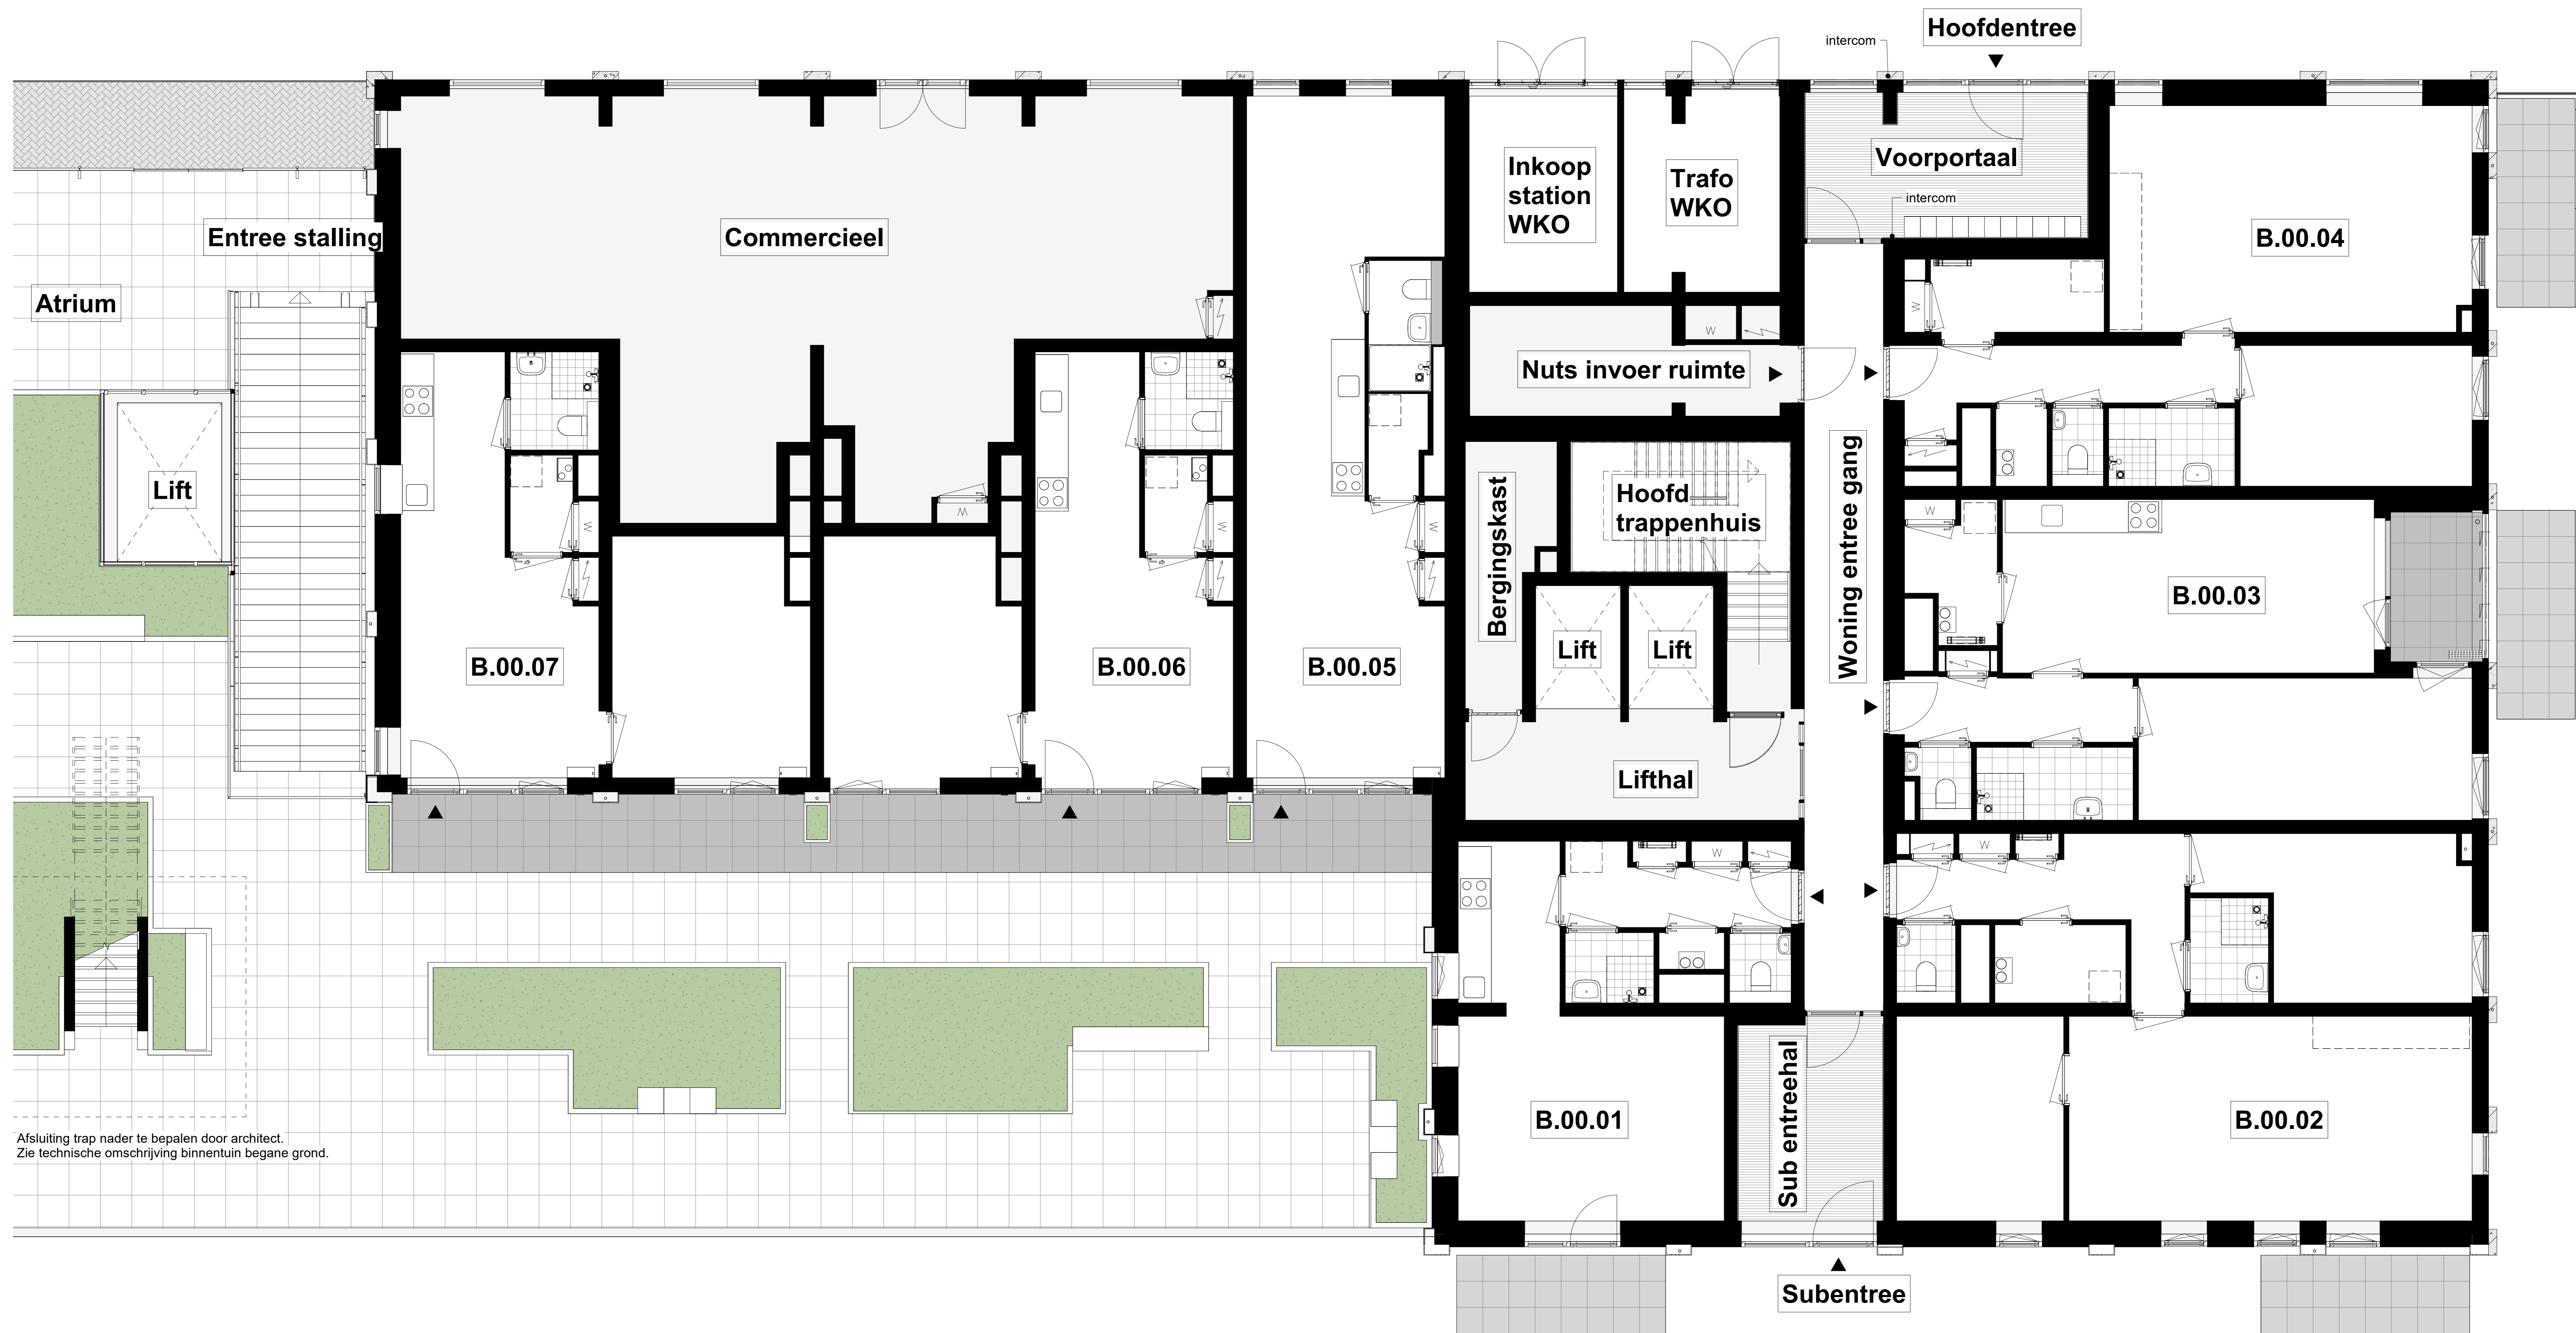 Hoofdentree
intercom
Voorportaal
intercom
Inkoop
station
WKO
Trafo
WKO
Entree stalling
Commercieel
B.00.04
Atrium
Nuts invoer ruimte
W
W
Lift
Hoofd
trappenhuis
Woning entree gang
Bergingskast
W
W
W
W
W
B.00.03
Lift
Lift
B.00.07
B.00.06
B.00.05
Lifthal
W
W
B.00.01
Sub entreehal
B.00.02
Afsluiting trap nader te bepalen door architect.
Zie technische omschrijving binnentuin begane grond.
Subentree